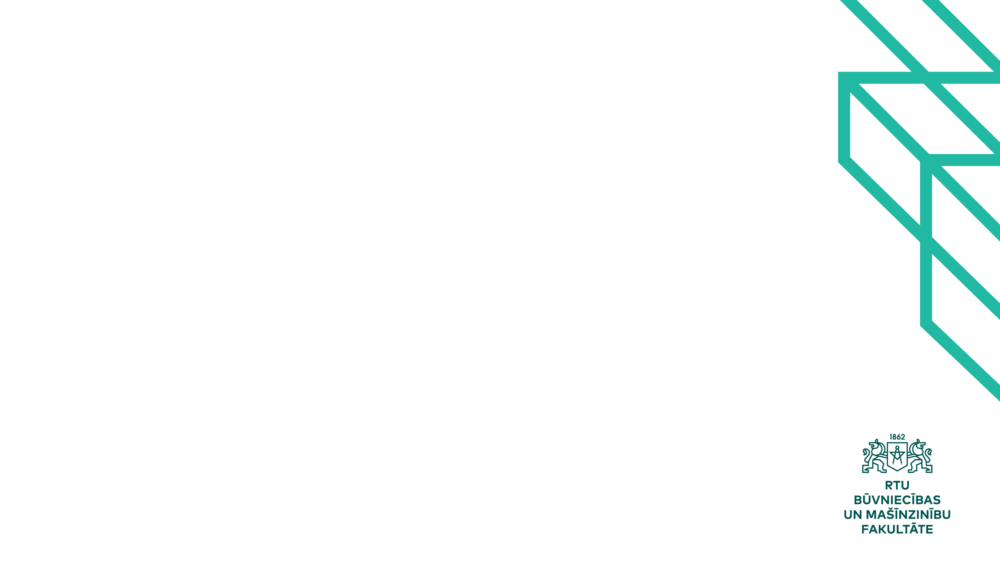 1862
RTU
BŪVNIECĪBAS
UN MAŠĪNZINĪBU
FAKULTĀTE